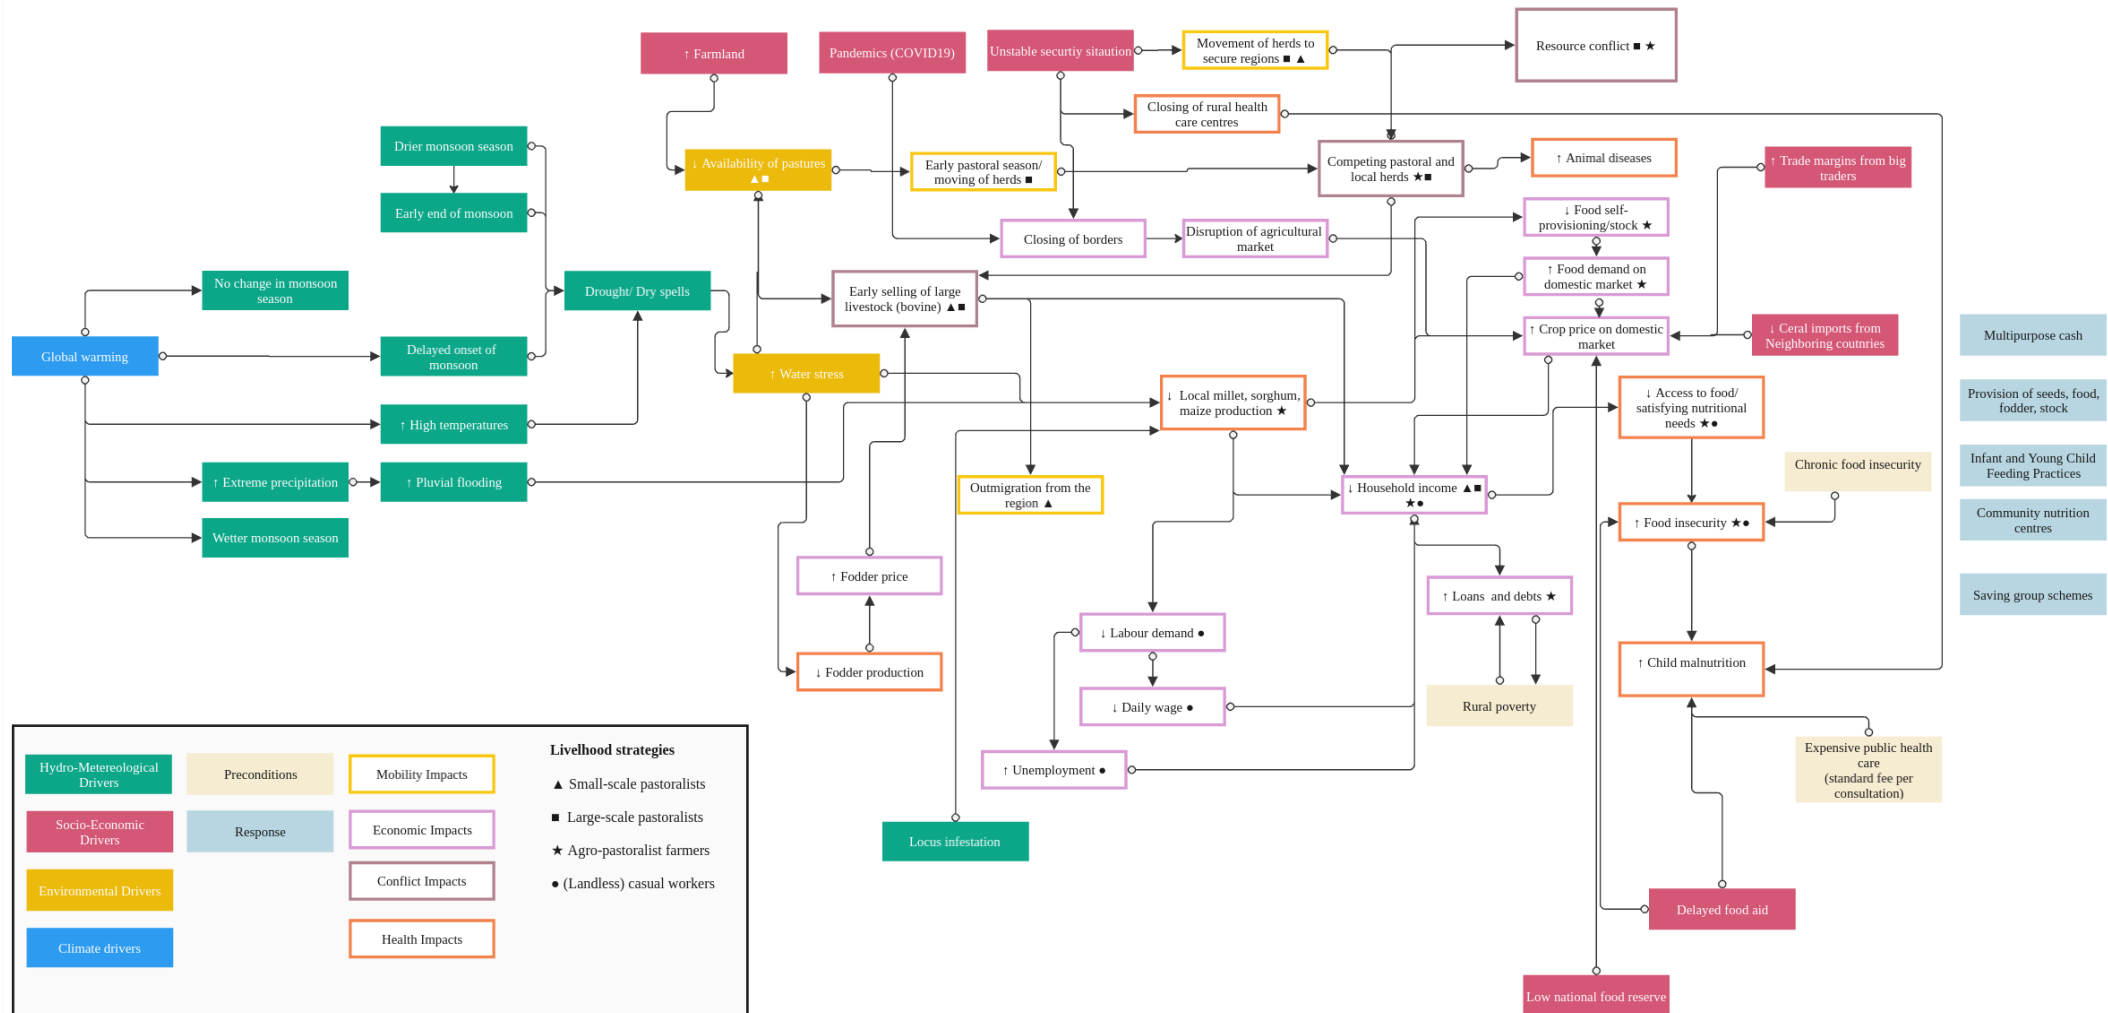 ↑ Farmland
Pandemics (COVID19)
Unstable securtiy sitaution
Movement of herds to
secure regions ■ ▲
Resource conflict ■ ★
Closing of rural health
care centres
Drier monsoon season
↓ Availability of pastures
▲■
Early pastoral season/
moving of herds ■
Competing pastoral and
local herds ★■
↑ Animal diseases
↑ Trade margins from big
traders
Early end of monsoon
Closing of borders
Disruption of agricultural
market
↓ Food self-
provisioning/stock ★
No change in monsoon
season
Drought/ Dry spells
Early selling of large
livestock (bovine) ▲■
↑ Food demand on
domestic market ★
Global warming
Delayed onset of
monsoon
↑ Water stress
↑ Crop price on domestic
market
↓ Ceral imports from
Neighboring coutnries
Multipurpose cash
↑ High temperatures
↓ Local millet, sorghum,
maize production ★
↓ Access to food/
satisfying nutritional
needs ★●
Provision of seeds, food,
fodder, stock
↑ Extreme precipitation
↑ Pluvial flooding
Outmigration from the
region ▲
↓ Household income ▲■
★●
Chronic food insecurity
Infant and Young Child
Feeding Practices
Wetter monsoon season
↑ Food insecurity ★●
Community nutrition
centres
↑ Fodder price
↑ Loans and debts ★
Saving group schemes
↓ Fodder production
↓ Labour demand ●
↑ Child malnutrition
↓ Daily wage ●
Rural poverty
↑ Unemployment ●
Expensive public health
care
(standard fee per
consultation)
Locus infestation
Delayed food aid
Low national food reserve
Hydro-Metereological
Drivers
Preconditions
Mobility Impacts
Livelhood strategies
▲ Small-scale pastoralists
Socio-Economic
Drivers
Response
Economic Impacts
■ Large-scale pastoralists
★ Agro-pastoralist farmers
Environmental Drivers
Conflict Impacts
● (Landless) casual workers
Climate drivers
Health Impacts